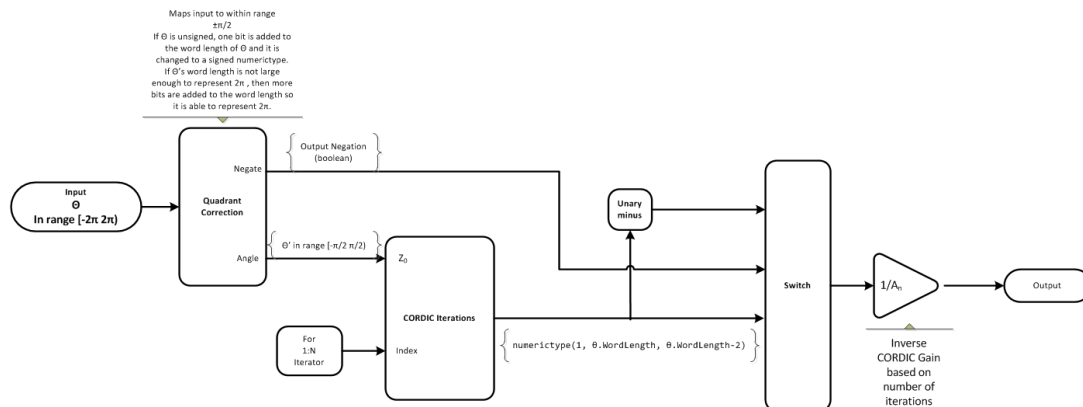 Maps input to within range
±π/2
If Θ is unsigned, one bit is added to
the word length of Θ and it is
changed to a signed numerictype.
If Θ's word length is not large
enough to represent 2π , then more
bits are added to the word length so
it is able to represent 2π.
Input
Θ
In range [-2π 2π)
Quadrant
Correction
Negate
Angle
Output Negation
(boolean)
Θ' in range [-π/2 π/2)
Z₀
CORDIC Iterations
Index
For
1:N
Iterator
Unary
minus
numerictype(1, θ.WordLength, θ.WordLength-2)
Switch
1/Aₙ
Inverse
CORDIC Gain
based on
number of
iterations
Output